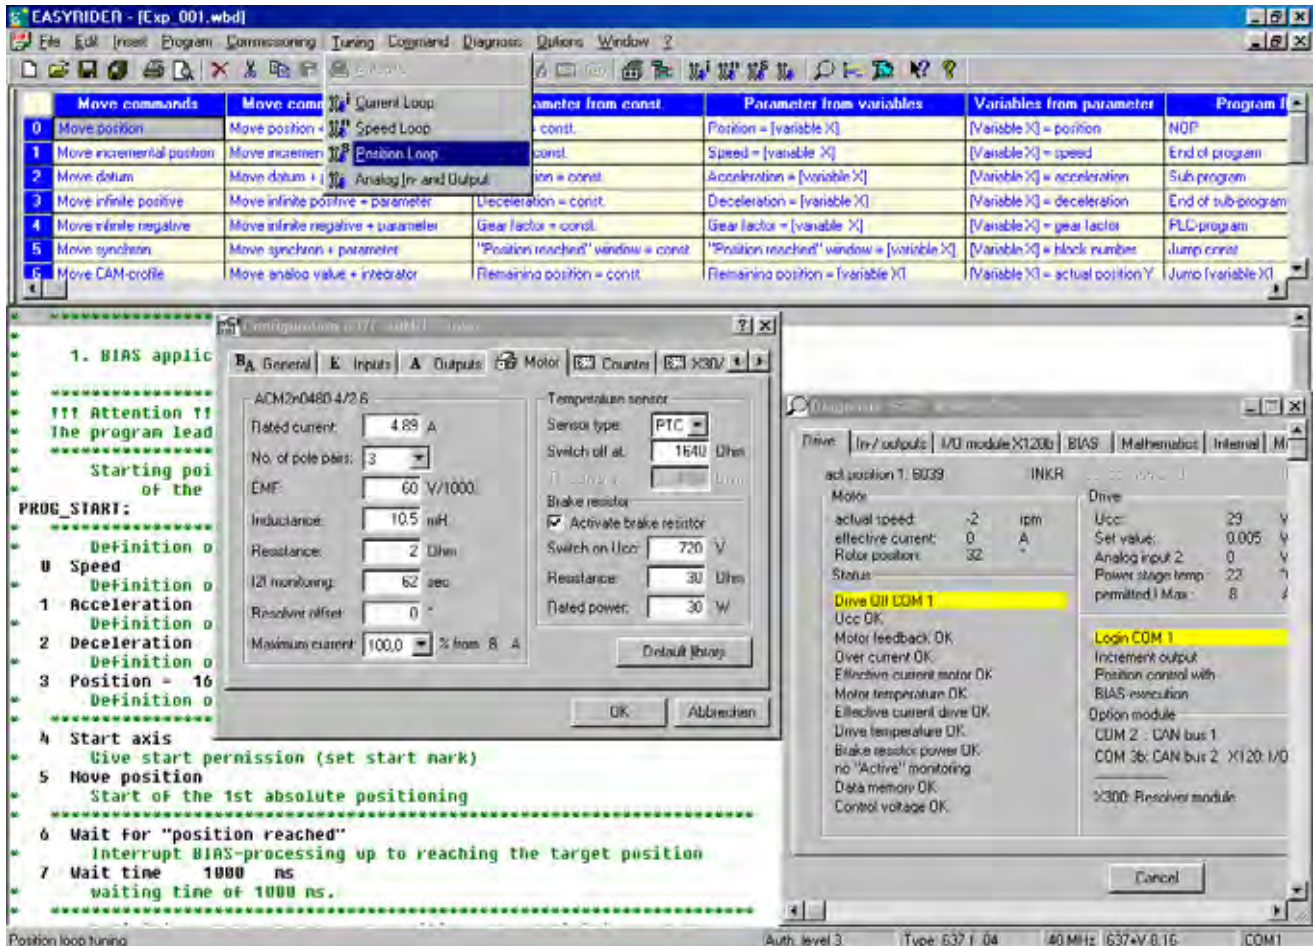 EASYRIDER - [Exp_001.wbd]
File Edit Insert Program Commissioning Tuning Command Diagnosis Options Window ?
Current Loop
Speed Loop
Position Loop
Analog In- and Output
Move commands Move com ameter from const. Parameter from variables Variables from parameter Program f
0 Move position Move position + const. Position = [variable X] [Variable X] = position NOP
1 Move incremental position Move incremen const. Speed = [variable X] [Variable X] = speed End of program
2 Move datum Move datum + ion = const. Acceleration = [variable X] [Variable X] = acceleration Sub program
3 Move infinite positive Move infinite positive + parameter Deceleration = const. Deceleration = [variable X] [Variable X] = deceleration End of sub-program
4 Move infinite negative Move infinite negative + parameter Gear factor = const. Gear factor = [variable X] [Variable X] = gear factor PLC-program
5 Move synchron Move synchron + parameter "Position reached" window = const. "Position reached" window = [variable X] [Variable X] = block number Jump const
6 Move CAM-profile Move analog value + integrator Remaining position = const. Remaining position = [variable X] [Variable X] = actual position Y Jump [variable X]
1. BIAS applic
!!! Attention !!
The program lead
Starting poi
of the
PROG_START:
Definition o
0 Speed
Definition o
1 Acceleration
Definition o
2 Deceleration
Definition o
3 Position = 16
Definition o
4 Start axis
Give start permission (set start mark)
5 Move position
Start of the 1st absolute positioning
6 Wait for "position reached"
Interrupt BIAS-processing up to reaching the target position
7 Wait time 1000 ms
waiting time of 1000 ms.
General Inputs Outputs Motor Counter X30/
ACM2n0480-4/2-6
Rated current: 4.89 A
No. of pole pairs: 3
EMF: 60 V/1000
Inductance: 10.5 mH
Resistance: 2 Ohm
I2t monitoring: 62 sec
Resolver offset: 0 °
Maximum current: 100,0 % from 8 A
Temperature sensor
Sensor type: PTC
Switch off at: 1640 Ohm
Brake resistor
Activate brake resistor
Switch on Ucc: 720 V
Resistance: 30 Ohm
Rated power: 30 W
Default library
OK Abbrechen
Drive In-/ outputs I/O module X120b BIAS Mathematics Internal M
act.position 1: 6039 INKR
Motor
actual speed: -2 rpm
effective current: 0 A
Rotor position: 32 °
Status
Drive Off COM 1
Ucc OK
Motor feedback OK
Over current OK
Effective current motor OK
Motor temperature OK
Effective current drive OK
Drive temperature OK
Brake resistor power OK
no "Active" monitoring
Data memory OK
Control voltage OK
Drive
Ucc: 29 V
Set value: 0.005 V
Analog input 2: 0 V
Power stage temp.: 22
permitted I Max: 8
Login COM 1
Increment output
Position control with
BIAS-execution
Option module
COM 2 : CAN bus 1
COM 3b: CAN bus 2 X120: I/O
X300: Resolver module
Cancel
Position loop tuning Auth. level 3 Type: 637 f 04 40 MHz 637+V 8.16 COM1